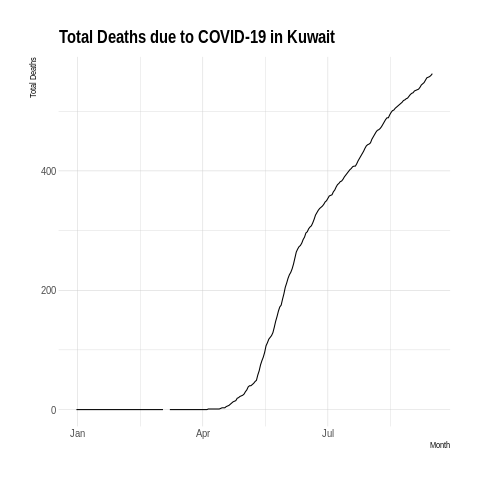 Total Deaths due to COVID-19 in Kuwait
Total Deaths
400
200
0
Jan Apr Jul
Month